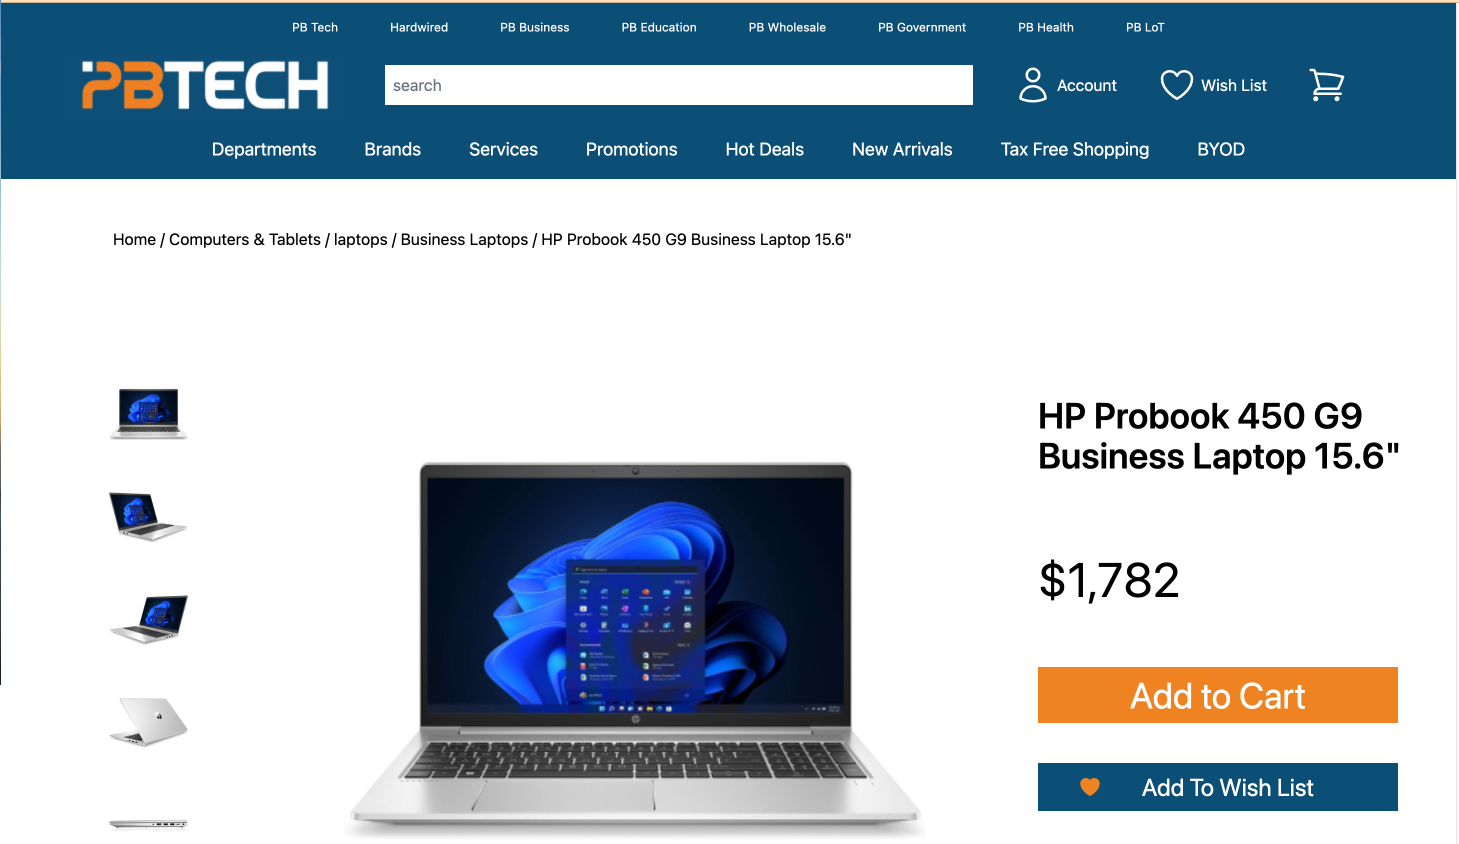 PB Tech Hardwired PB Business PB Education PB Wholesale PB Government PB Health PB LoT
PBTECH
search
Account
Wish List
Departments Brands Services Promotions Hot Deals New Arrivals Tax Free Shopping BYOD
Home / Computers & Tablets / laptops / Business Laptops / HP Probook 450 G9 Business Laptop 15.6"
HP Probook 450 G9
Business Laptop 15.6"
$1,782
Add to Cart
Add To Wish List